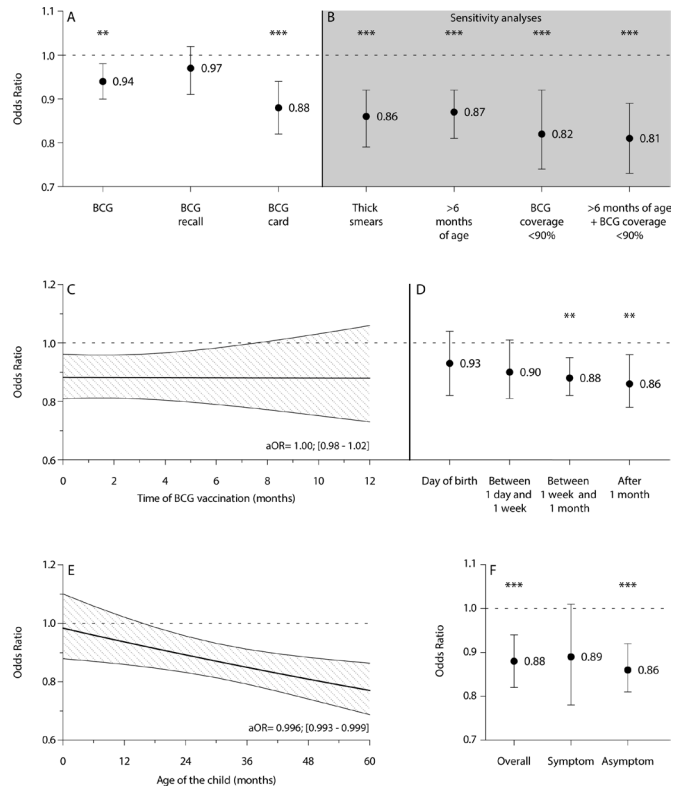 A
B
Sensitivity analyses
Odds Ratio
1.1
1.0
0.9
0.8
0.7
**
***
***
***
***
***
0.94
0.97
0.88
0.86
0.87
0.82
0.81
BCG
BCG
recall
BCG
card
Thick
smears
>6
months
of age
BCG
coverage
<90%
>6 months of age
+ BCG coverage
<90%
C
Odds Ratio
1.2
1.0
0.8
0.6
aOR= 1.00; [0.98 - 1.02]
0 2 4 6 8 10 12
Time of BCG vaccination (months)
D
**
**
0.93
0.90
0.88
0.86
Day of birth
Between
1 day and
1 week
Between
1 week and
1 month
After
1 month
E
Odds Ratio
1.2
1.0
0.8
0.6
aOR= 0.996; [0.993 - 0.999]
0 12 24 36 48 60
Age of the child (months)
F
Odds Ratio
1.1
1.0
0.9
0.8
0.7
***
***
0.88
0.89
0.86
Overall
Symptom
Asymptom